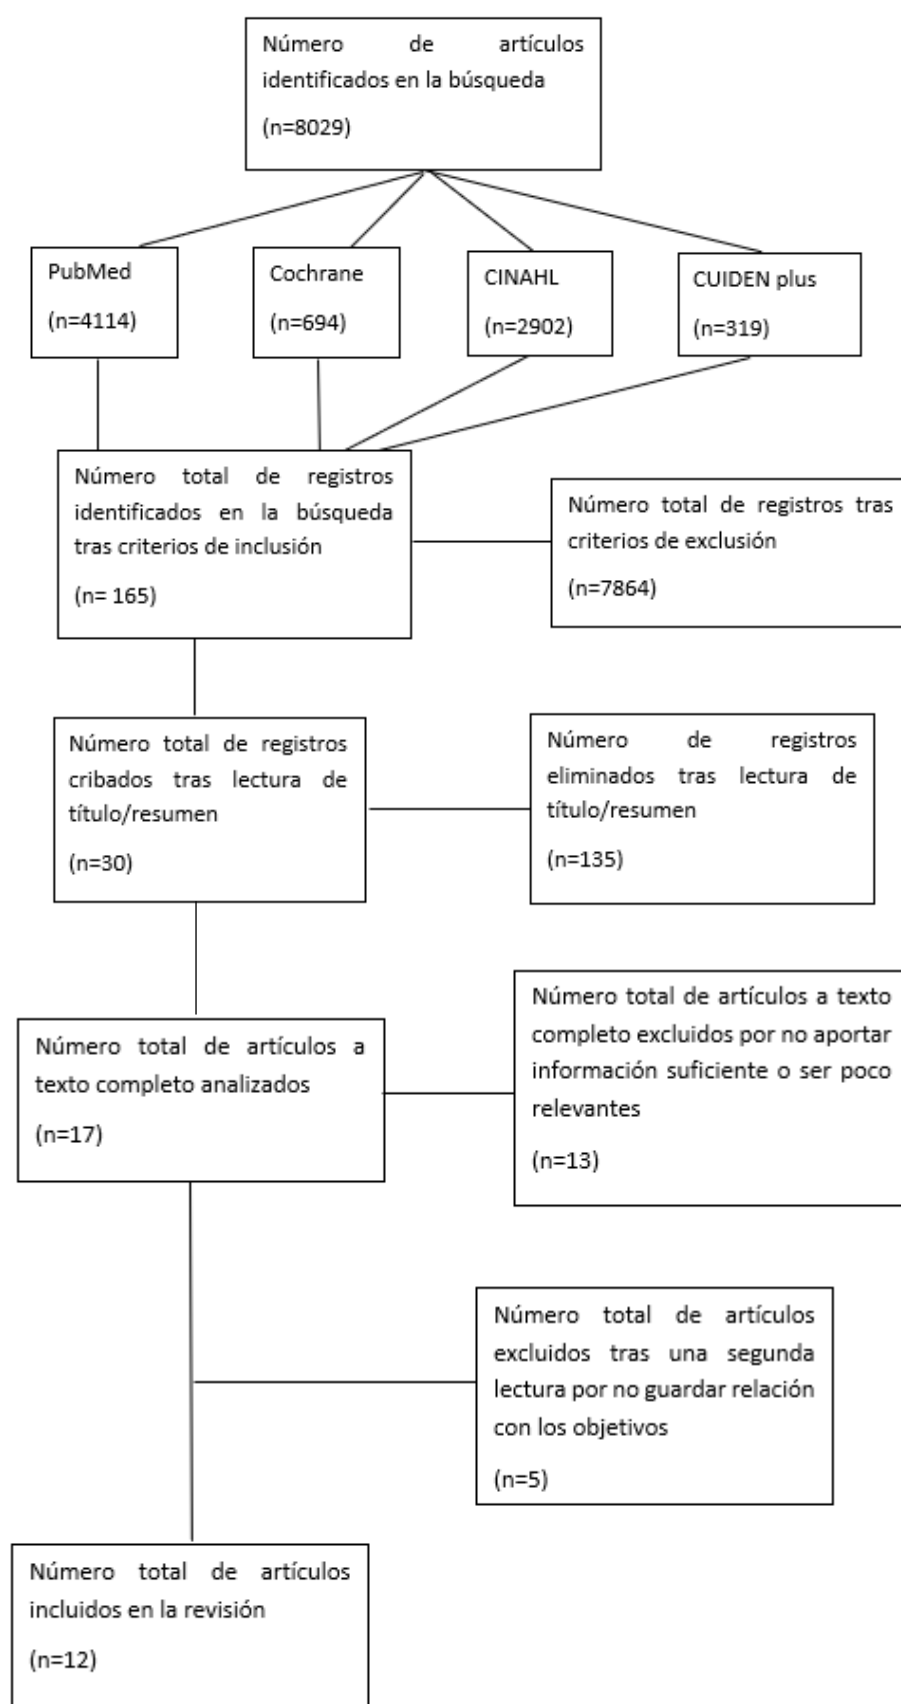 Número de artículos
identificados en la búsqueda
(n=8029)
PubMed
(n=4114)
Cochrane
(n=694)
CINAHL
(n=2902)
CUIDEN plus
(n=319)
Número total de registros
identificados en la búsqueda
tras criterios de inclusión
(n= 165)
Número total de registros tras
criterios de exclusión
(n=7864)
Número total de registros
cribados tras lectura de
título/resumen
(n=30)
Número de registros
eliminados tras lectura de
título/resumen
(n=135)
Número total de artículos a
texto completo analizados
(n=17)
Número total de artículos a texto
completo excluidos por no aportar
información suficiente o ser poco
relevantes
(n=13)
Número total de artículos
excluidos tras una segunda
lectura por no guardar relación
con los objetivos
(n=5)
Número total de artículos
incluidos en la revisión
(n=12)